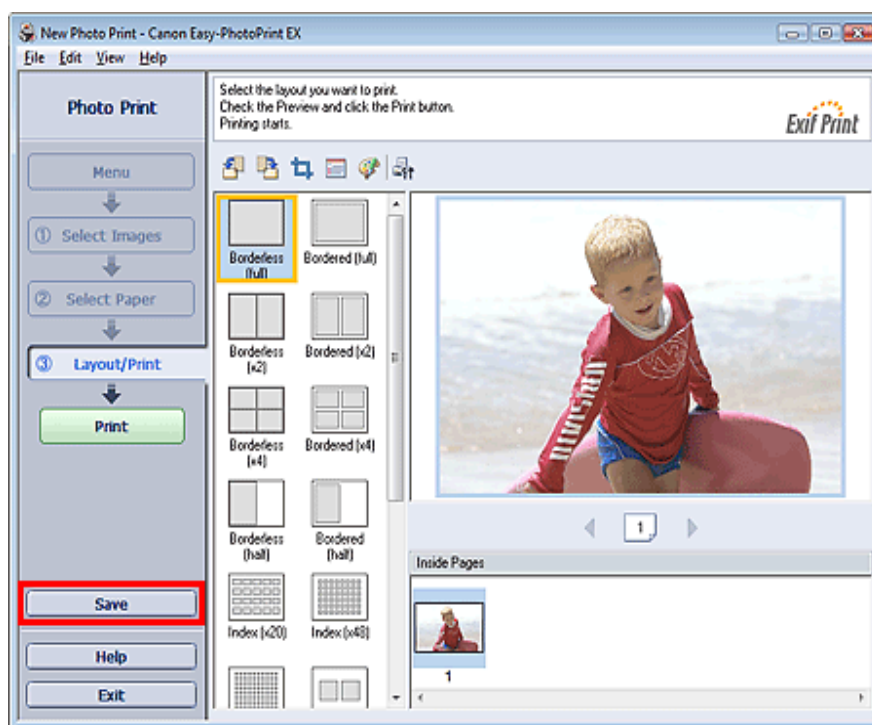 New Photo Print - Canon Easy-PhotoPrint EX
File Edit View Help
Photo Print
Select the layout you want to print.
Check the Preview and click the Print button.
Printing starts.
Exif Print
Menu
① Select Images
② Select Paper
③ Layout/Print
Print
Save
Help
Exit
Borderless
(full)
Bordered (full)
Borderless
(x2)
Bordered (x2)
Borderless
(x4)
Bordered (x4)
Borderless
(half)
Bordered
(half)
Index (x20)
Index (x48)
1
Inside Pages
1